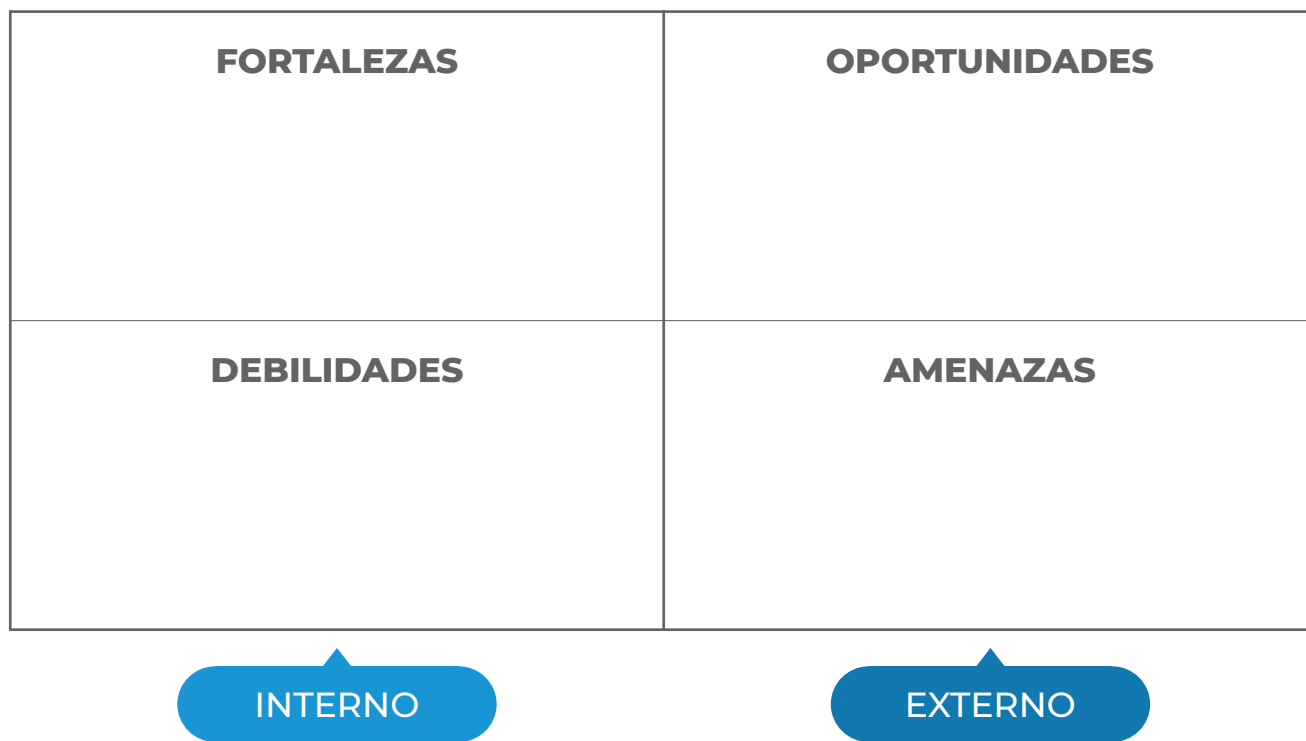 FORTALEZAS
OPORTUNIDADES
DEBILIDADES
AMENAZAS
INTERNO
EXTERNO